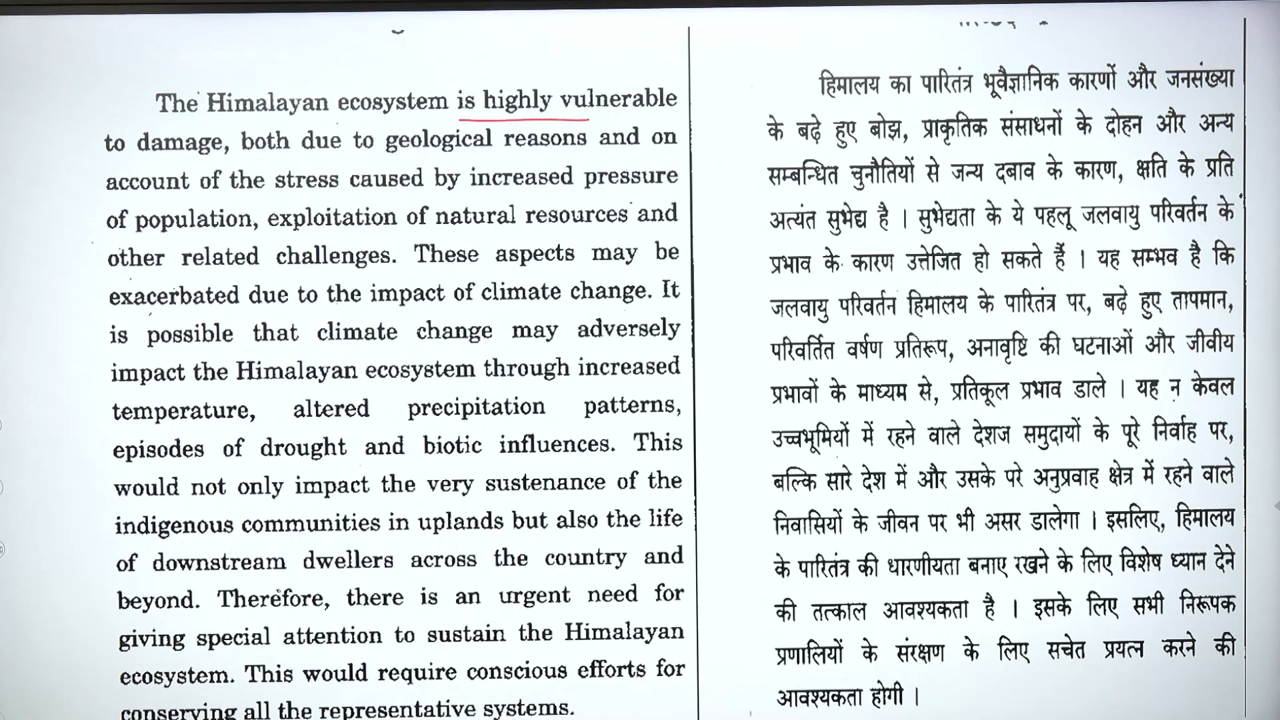 The Himalayan ecosystem is highly vulnerable
to damage, both due to geological reasons and on
account of the stress caused by increased pressure
of population, exploitation of natural resources and
other related challenges. These aspects may be
exacerbated due to the impact of climate change. It
is possible that climate change may adversely
impact the Himalayan ecosystem through increased
temperature, altered precipitation patterns,
episodes of drought and biotic influences. This
would not only impact the very sustenance of the
indigenous communities in uplands but also the life
of downstream dwellers across the country and
beyond. Therefore, there is an urgent need for
giving special attention to sustain the Himalayan
ecosystem. This would require conscious efforts for
conserving all the representative systems.
हिमालय का पारितंत्र भूवैज्ञानिक कारणों और जनसंख्या
के बढ़े हुए बोझ, प्राकृतिक संसाधनों के दोहन और अन्य
सम्बन्धित चुनौतियों से जन्य दबाव के कारण, क्षति के प्रति
अत्यंत सुभेद्य है । सुभेद्यता के ये पहलू जलवायु परिवर्तन के
प्रभाव के कारण उत्तेजित हो सकते हैं । यह सम्भव है कि
जलवायु परिवर्तन हिमालय के पारितंत्र पर, बढ़े हुए तापमान,
परिवर्तित वर्षण प्रतिरूप, अनावृष्टि की घटनाओं और जीवीय
प्रभावों के माध्यम से, प्रतिकूल प्रभाव डाले । यह न केवल
उच्चभूमियों में रहने वाले देशज समुदायों के पूरे निर्वाह पर,
बल्कि सारे देश में और उसके परे अनुप्रवाह क्षेत्र में रहने वाले
निवासियों के जीवन पर भी असर डालेगा । इसलिए, हिमालय
के पारितंत्र की धारणीयता बनाए रखने के लिए विशेष ध्यान देने
की तत्काल आवश्यकता है । इसके लिए सभी निरूपक
प्रणालियों के संरक्षण के लिए सचेत प्रयत्न करने की
आवश्यकता होगी ।